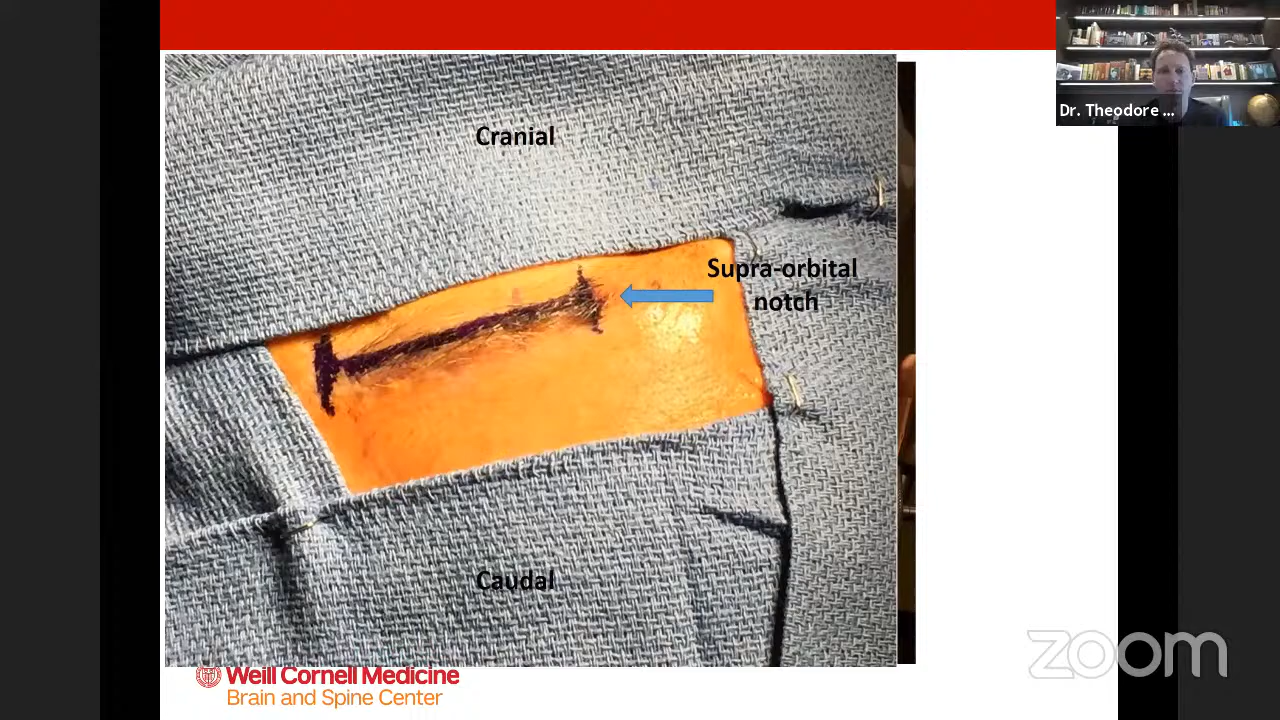 Dr. Theodore ...
Cranial
Supra-orbital
notch
Caudal
Weill Cornell Medicine
Brain and Spine Center
zoom